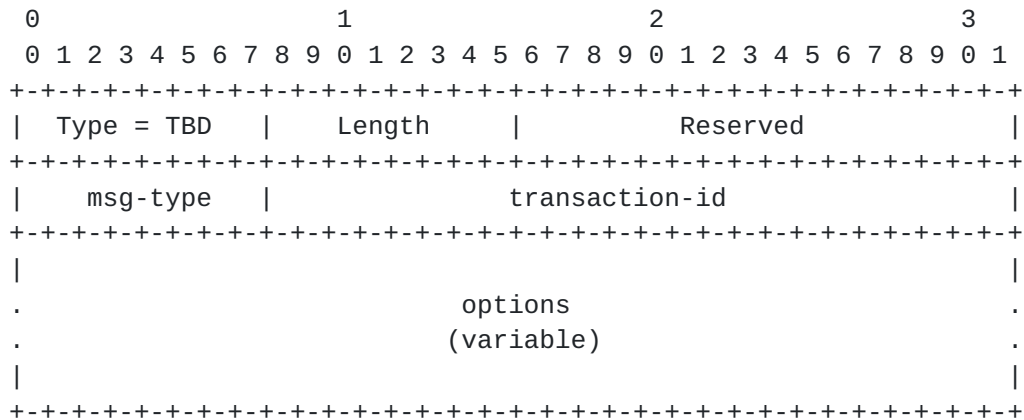 0                   1                   2                   3
 0 1 2 3 4 5 6 7 8 9 0 1 2 3 4 5 6 7 8 9 0 1 2 3 4 5 6 7 8 9 0 1
+-+-+-+-+-+-+-+-+-+-+-+-+-+-+-+-+-+-+-+-+-+-+-+-+-+-+-+-+-+-+-+-+
|  Type = TBD   |    Length     |          Reserved             |
+-+-+-+-+-+-+-+-+-+-+-+-+-+-+-+-+-+-+-+-+-+-+-+-+-+-+-+-+-+-+-+-+
|    msg-type   |               transaction-id                  |
+-+-+-+-+-+-+-+-+-+-+-+-+-+-+-+-+-+-+-+-+-+-+-+-+-+-+-+-+-+-+-+-+
|                                                               |
.                            options                            .
.                           (variable)                          .
|                                                               |
+-+-+-+-+-+-+-+-+-+-+-+-+-+-+-+-+-+-+-+-+-+-+-+-+-+-+-+-+-+-+-+-+